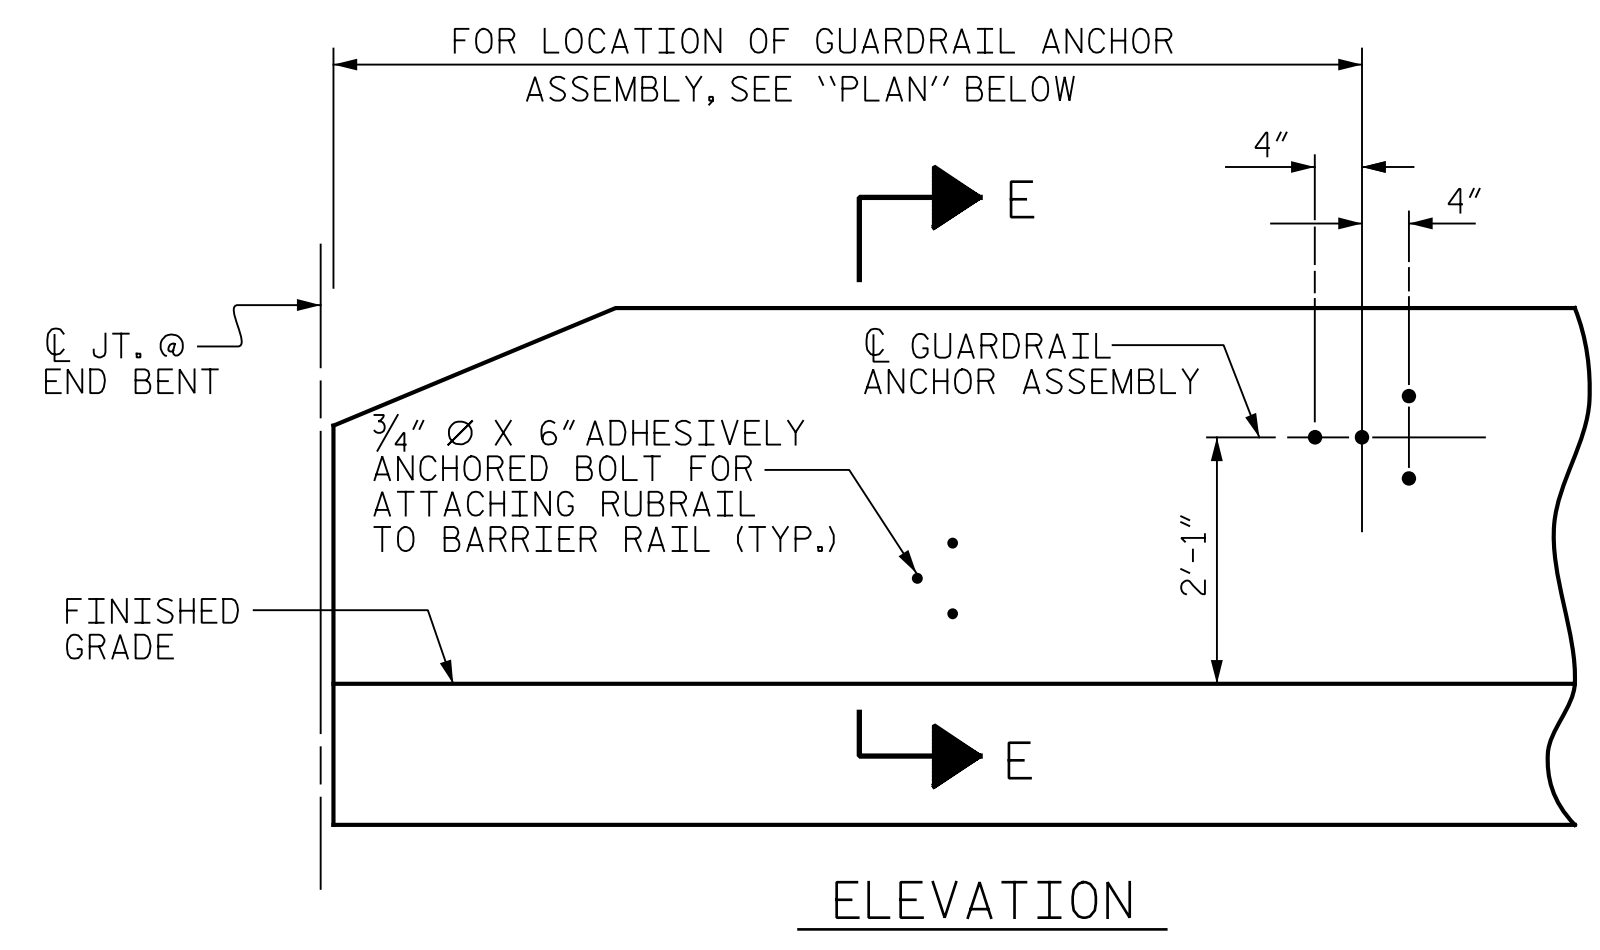 FOR LOCATION OF GUARDRAIL ANCHOR
ASSEMBLY, SEE "PLAN" BELOW
4"
4"
E
℄ JT. @
END BENT
℄ GUARDRAIL
ANCHOR ASSEMBLY
3/4" Ø X 6" ADHESIVELY
ANCHORED BOLT FOR
ATTACHING RUBRAIL
TO BARRIER RAIL (TYP.)
2'-1"
FINISHED
GRADE
E
ELEVATION